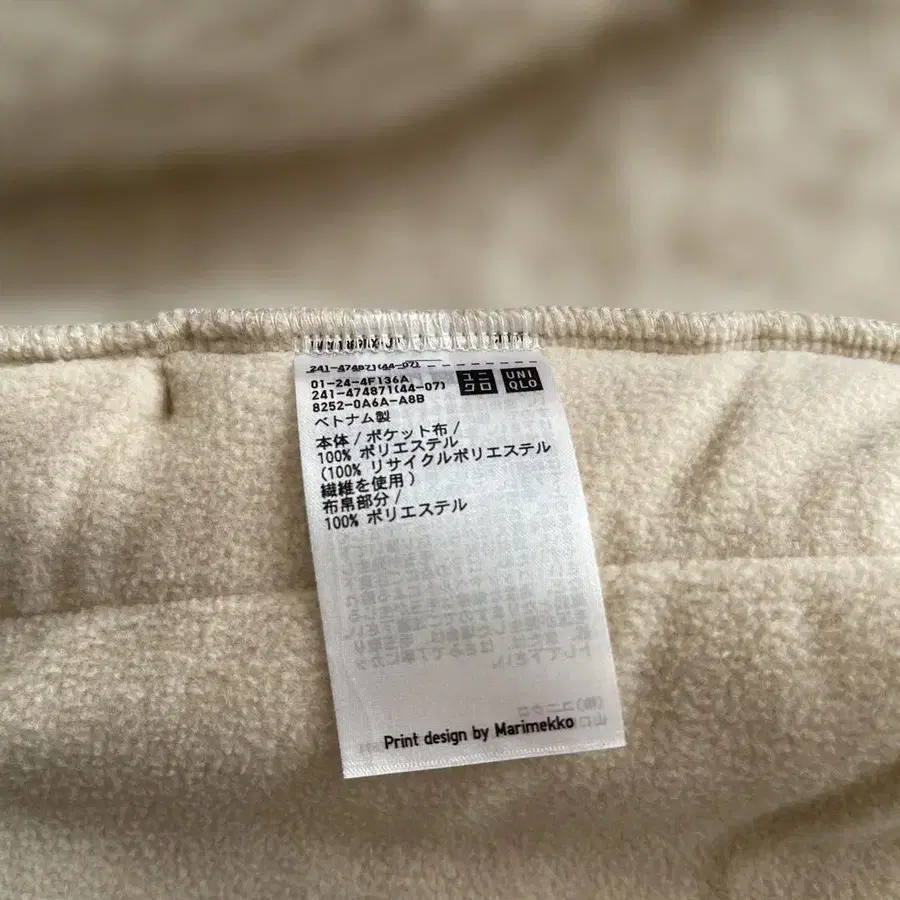 241-474871(44-07)
01-24-4F136A
241-474871(44-07)
8252-0A6A-A8B
ユニ
クロ
UNI
QLO
ベトナム製
本体/ポケット布/
100% ポリエステル
(100% リサイクルポリエステル
繊維を使用)
布帛部分/
100% ポリエステル
Print design by Marimekko